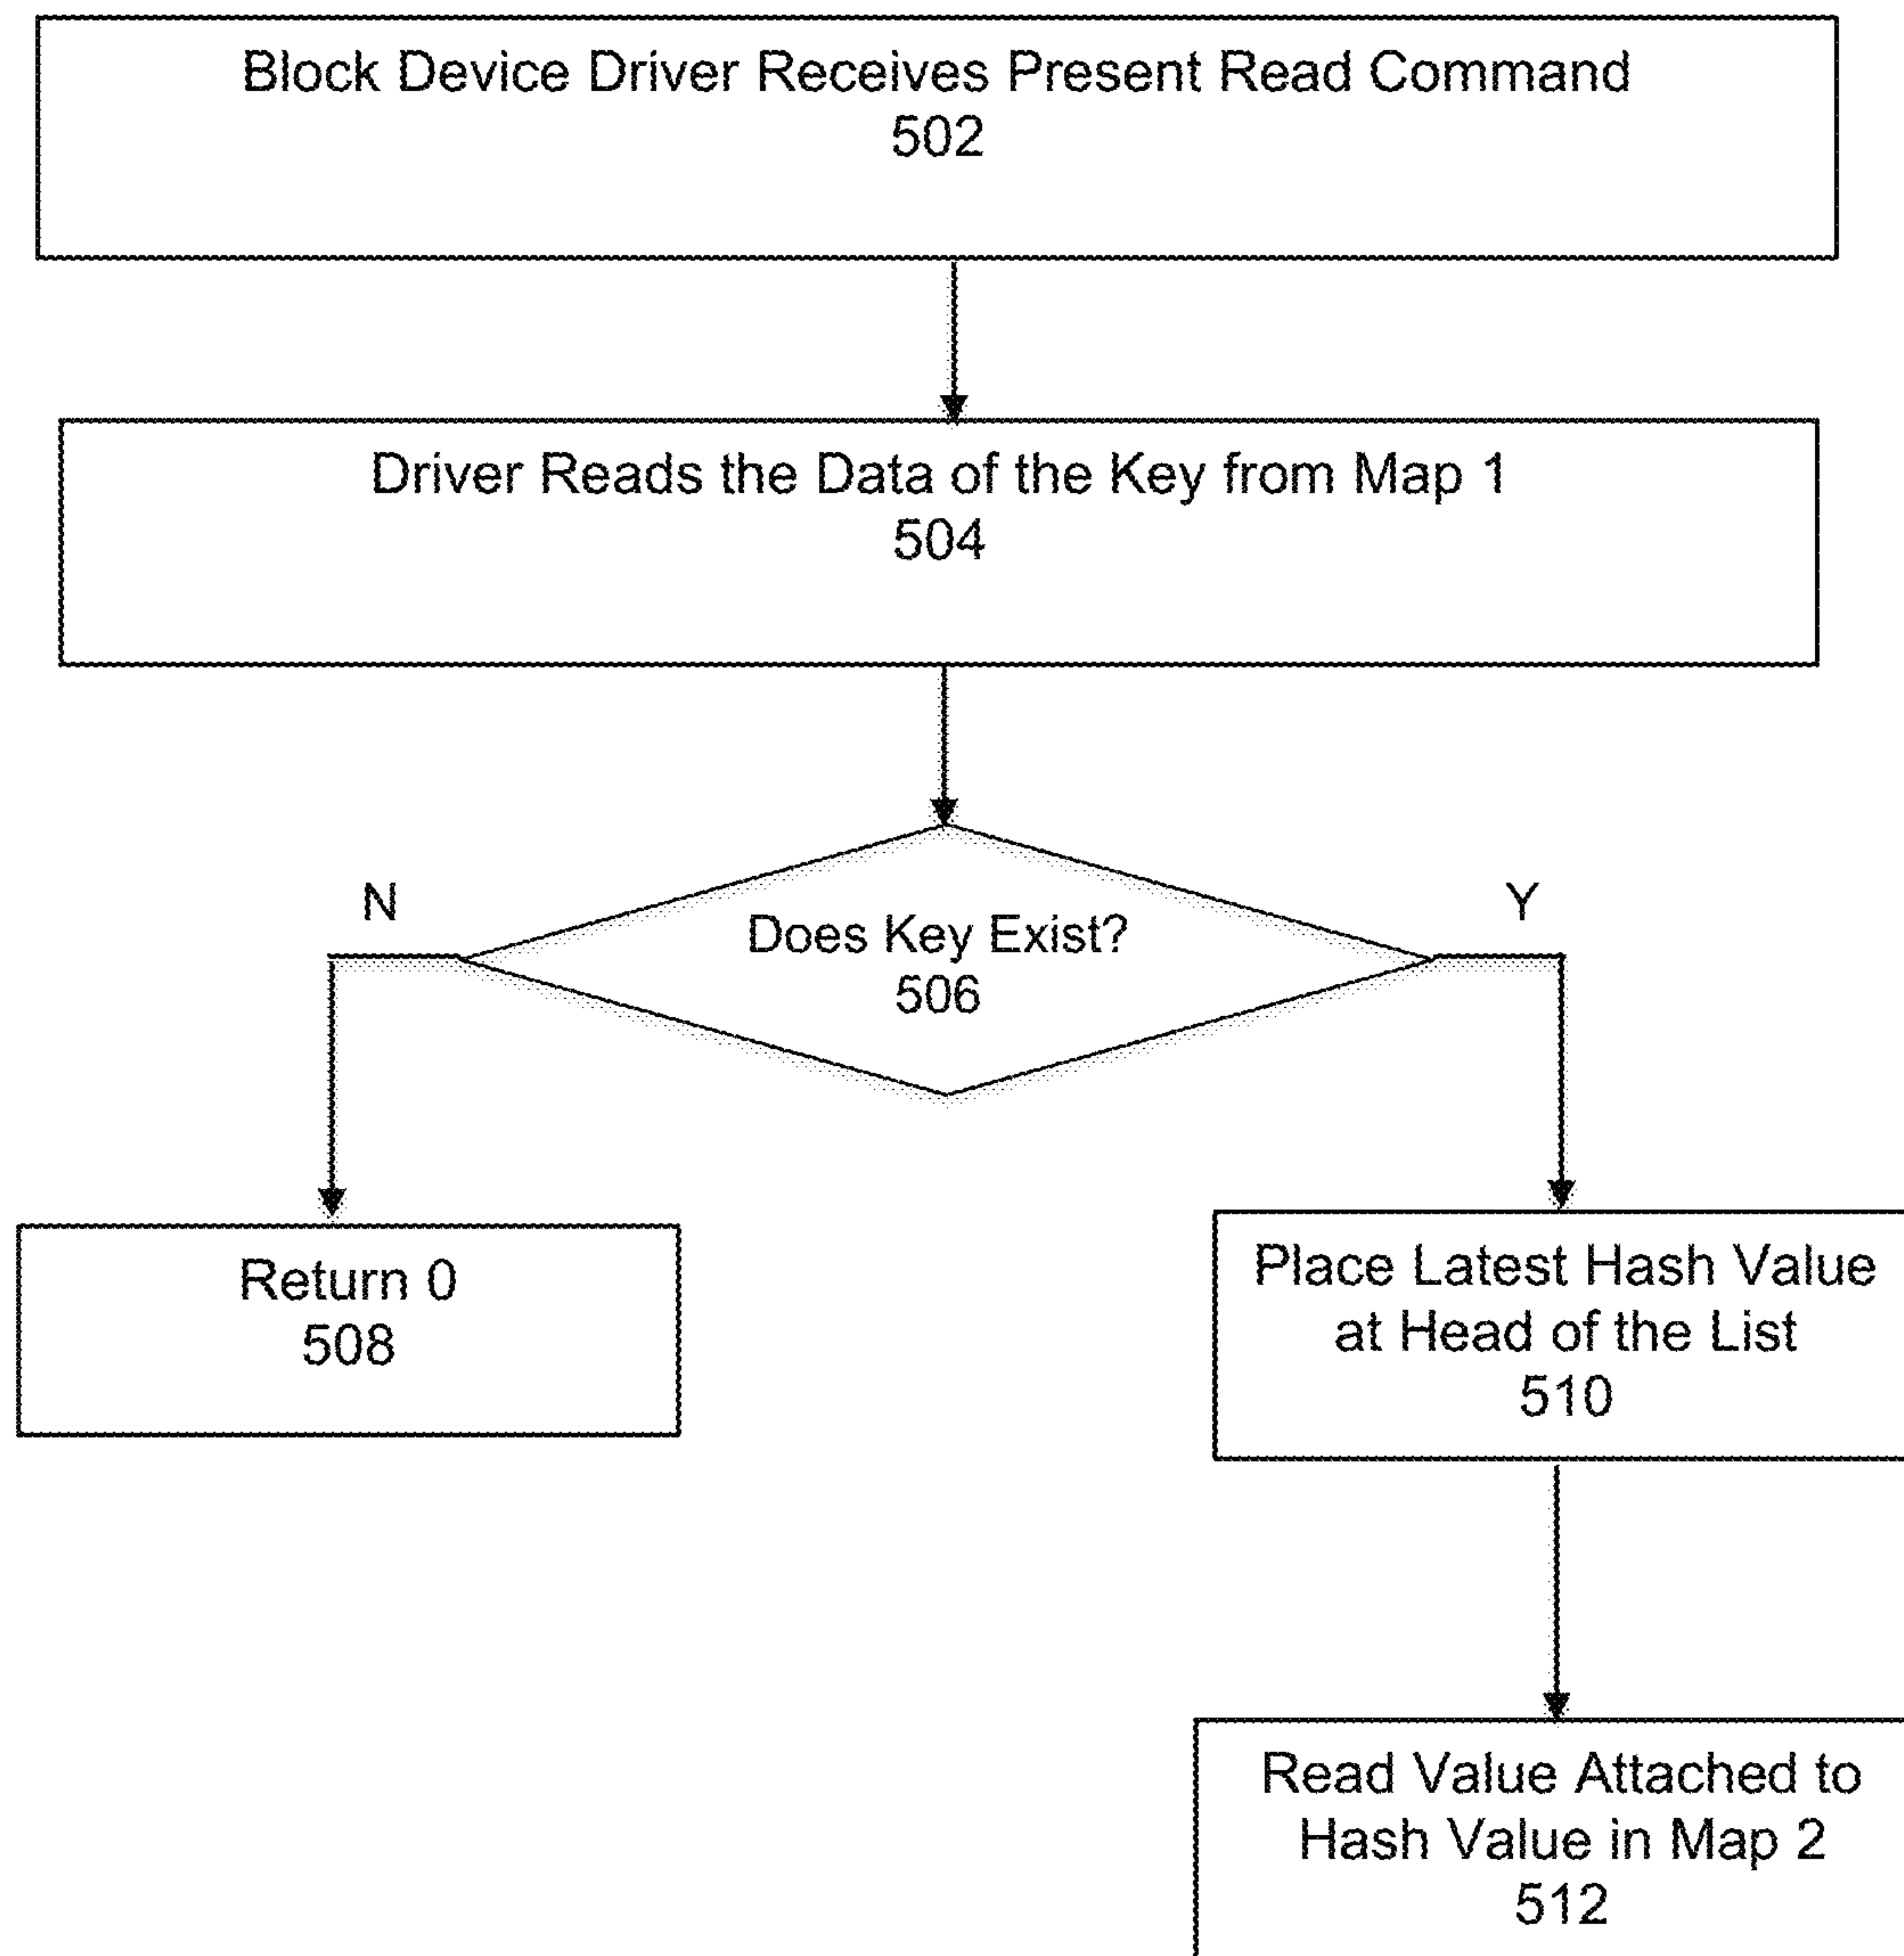 Block Device Driver Receives Present Read Command
502
Driver Reads the Data of the Key from Map 1
504
N
Y
Does Key Exist?
506
Return 0
508
Place Latest Hash Value
at Head of the List
510
Read Value Attached to
Hash Value in Map 2
512